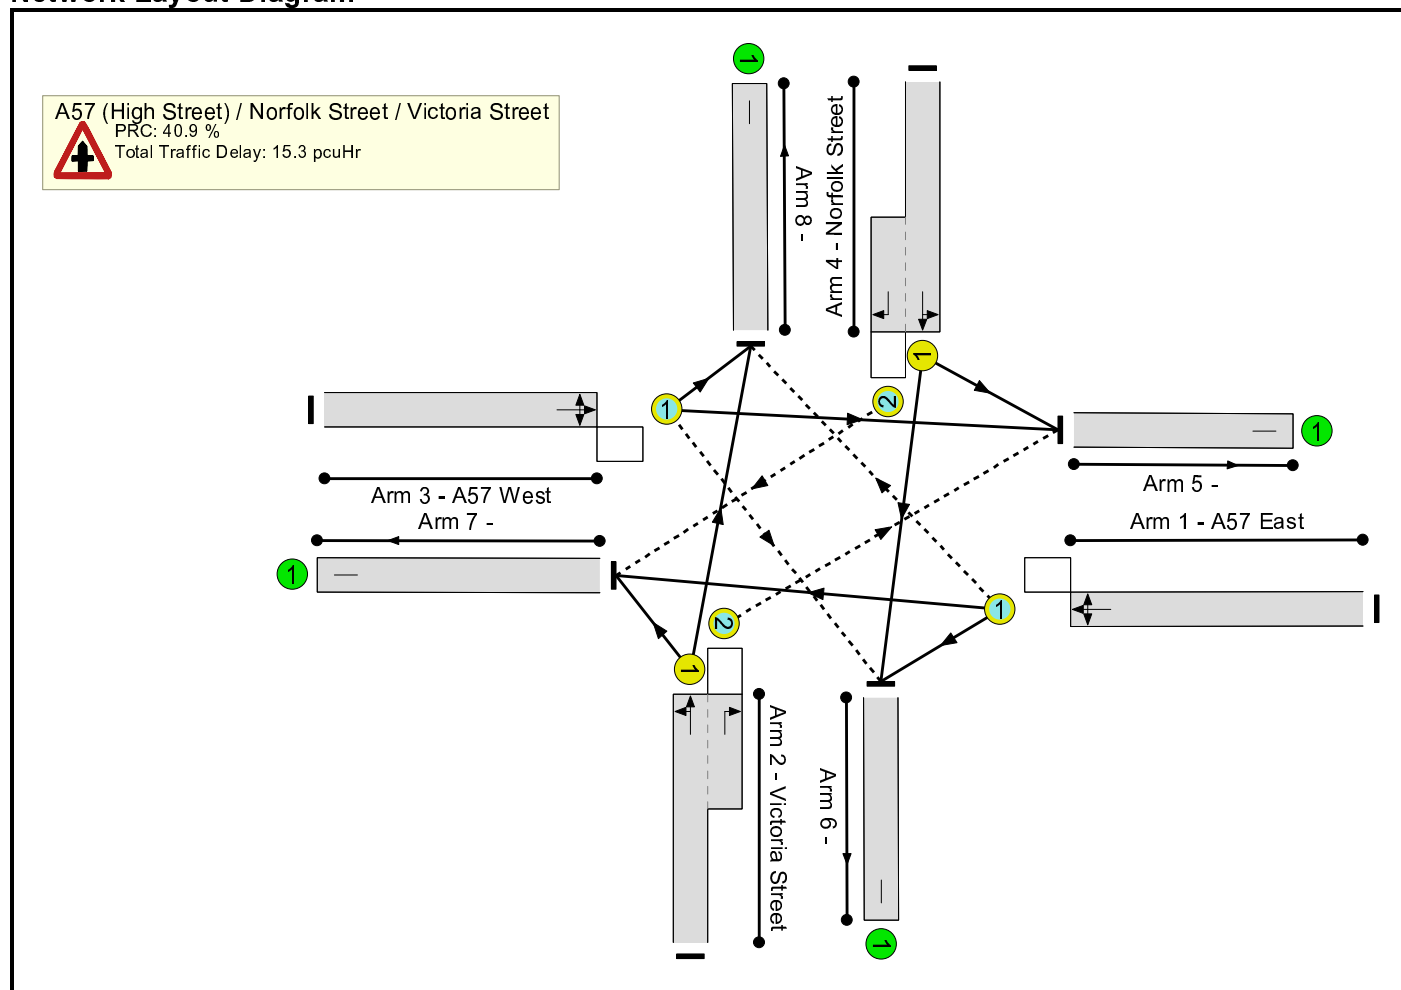 Network Layout Diagram
A57 (High Street) / Norfolk Street / Victoria Street
PRC: 40.9 %
Total Traffic Delay: 15.3 pcuHr
1
Arm 8 -
Arm 4 - Norfolk Street
1
1
2
1
Arm 3 - A57 West
Arm 7 -
Arm 5 -
Arm 1 - A57 East
1
1
2
1
Arm 2 - Victoria Street
Arm 6 -
1